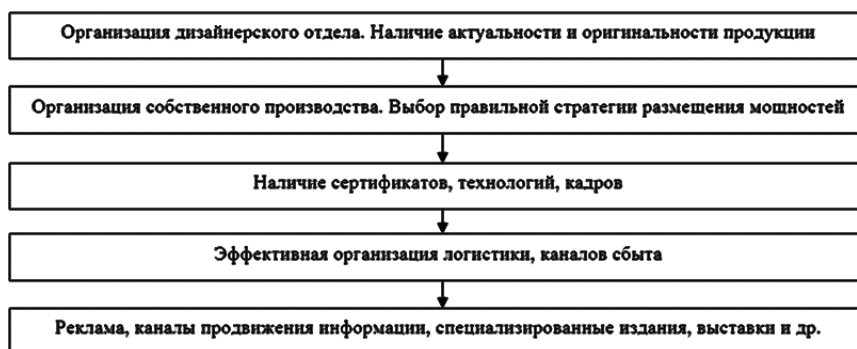 Организация дизайнерского отдела. Наличие актуальности и оригинальности продукции
Организация собственного производства. Выбор правильной стратегии размещения мощностей
Наличие сертификатов, технологий, кадров
Эффективная организация логистики, каналов сбыта
Реклама, каналы продвижения информации, специализированные издания, выставки и др.